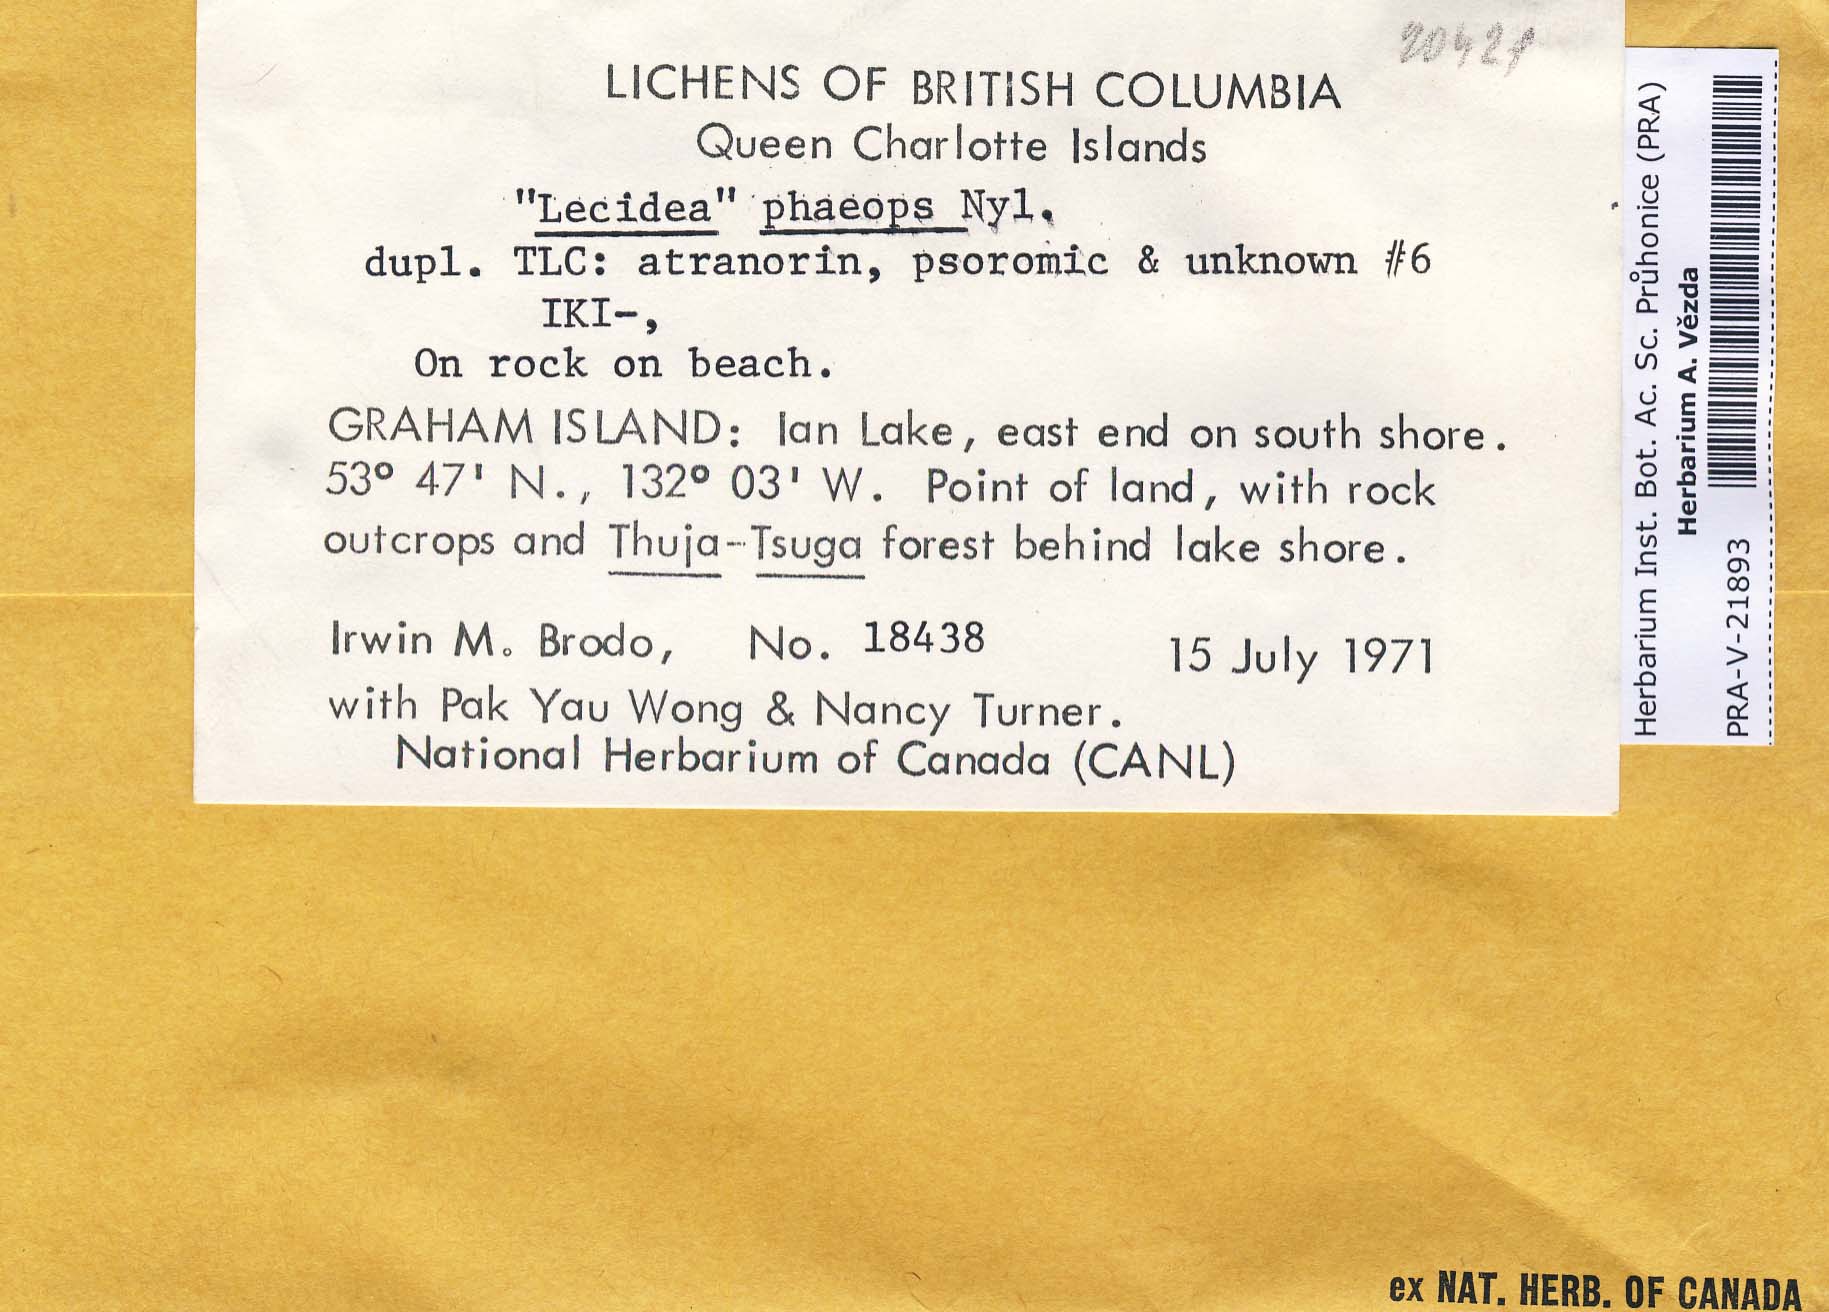 LICHENS OF BRITISH COLUMBIA
Queen Charlotte Islands
"Lecidea" phaeops Nyl.
dupl. TLC: atranorin, psoromic & unknown #6
IKI-,
On rock on beach.
GRAHAM ISLAND: Ian Lake, east end on south shore.
53° 47' N., 132° 03' W. Point of land, with rock
outcrops and Thuja--Tsuga forest behind lake shore.
Irwin M. Brodo, No. 18438 15 July 1971
with Pak Yau Wong & Nancy Turner.
National Herbarium of Canada (CANL)
Herbarium Inst. Bot. Ac. Sc. Průhonice (PRA)
Herbarium A. Vězda
PRA-V-21893
ex NAT. HERB. OF CANADA